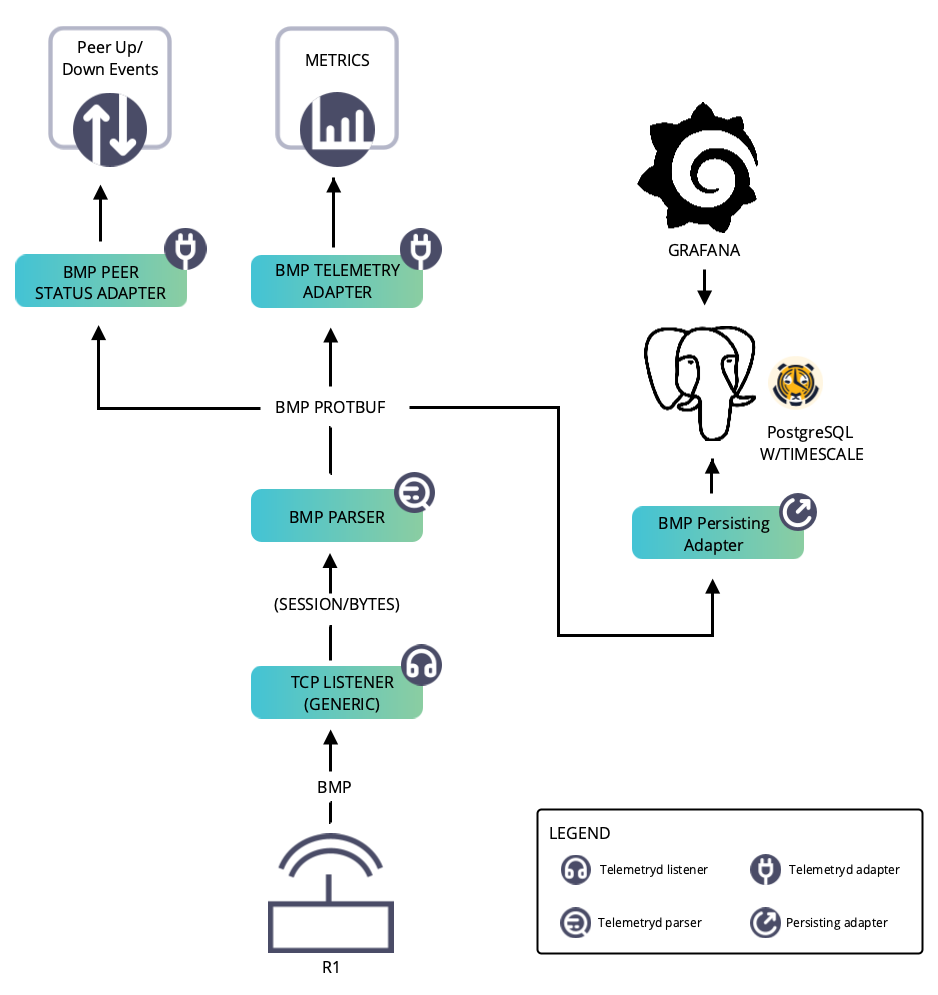 Peer Up/
Down Events
METRICS
GRAFANA
BMP PEER
STATUS ADAPTER
BMP TELEMETRY
ADAPTER
BMP PROTBUF
PostgreSQL
W/TIMESCALE
BMP PARSER
BMP Persisting
Adapter
(SESSION/BYTES)
TCP LISTENER
(GENERIC)
BMP
R1
LEGEND
Telemetryd listener
Telemetryd adapter
Telemetryd parser
Persisting adapter